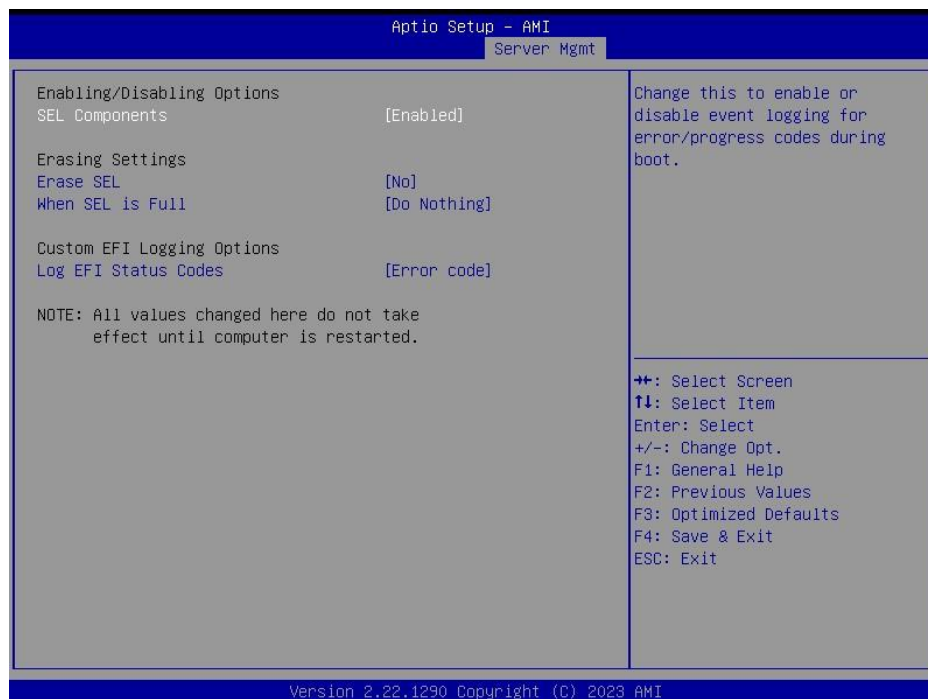 Aptio Setup – AMI
Server Mgmt
Enabling/Disabling Options
SEL Components [Enabled]
Erasing Settings
Erase SEL [No]
When SEL is Full [Do Nothing]
Custom EFI Logging Options
Log EFI Status Codes [Error code]
NOTE: All values changed here do not take
effect until computer is restarted.
Change this to enable or
disable event logging for
error/progress codes during
boot.
→←: Select Screen
↑↓: Select Item
Enter: Select
+/-: Change Opt.
F1: General Help
F2: Previous Values
F3: Optimized Defaults
F4: Save & Exit
ESC: Exit
Version 2.22.1290 Copyright (C) 2023 AMI